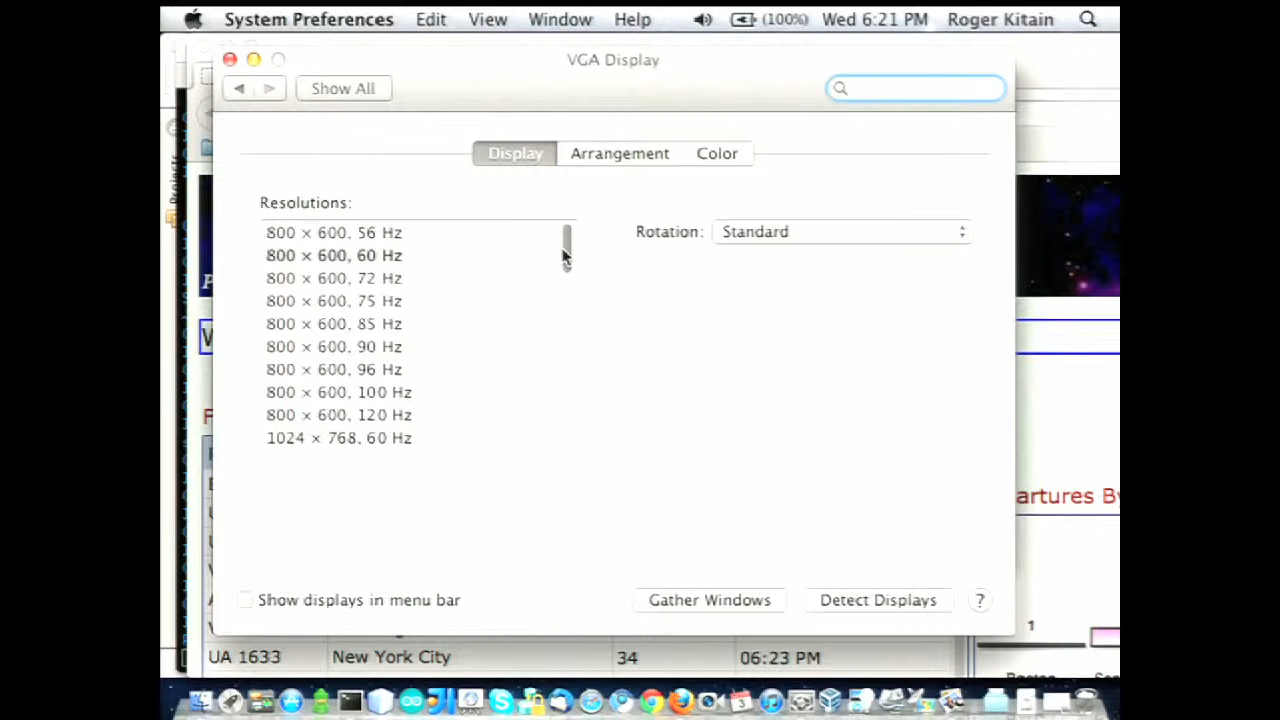 System Preferences Edit View Window Help (100%) Wed 6:21 PM Roger Kitain
VGA Display
Show All
Display Arrangement Color
Resolutions:
Rotation: Standard
800 × 600, 56 Hz
800 × 600, 60 Hz
800 × 600, 72 Hz
800 × 600, 75 Hz
800 × 600, 85 Hz
800 × 600, 90 Hz
800 × 600, 96 Hz
800 × 600, 100 Hz
800 × 600, 120 Hz
1024 × 768, 60 Hz
artures By
Show displays in menu bar Gather Windows Detect Displays ?
1
UA 1633 New York City 34 06:23 PM